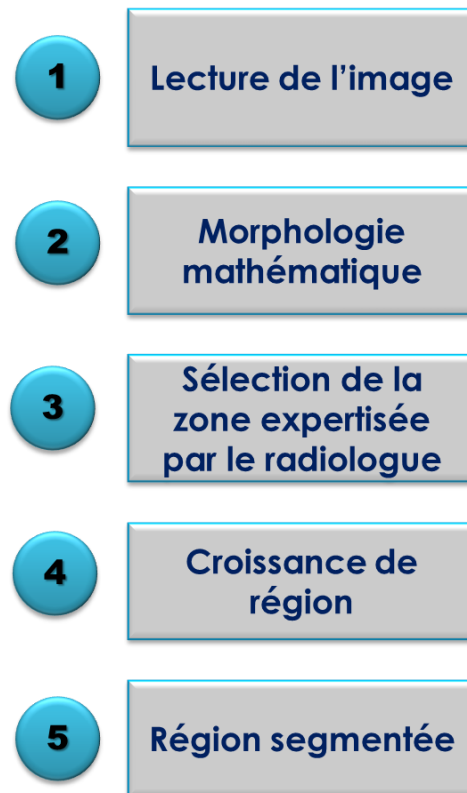 1
Lecture de l’image
2
Morphologie
mathématique
3
Sélection de la
zone expertisée
par le radiologue
4
Croissance de
région
5
Région segmentée